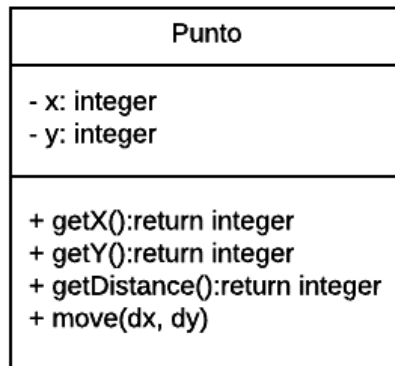 Punto
- x: integer
- y: integer
+ getX():return integer
+ getY():return integer
+ getDistance():return integer
+ move(dx, dy)